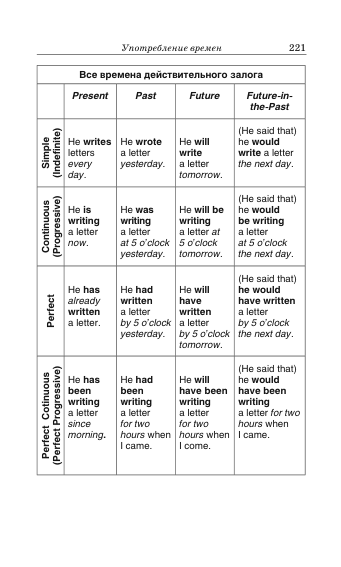 Употребление времен 221
Все времена действительного залога
Present Past Future Future-in-
the-Past
Simple
(Indefinite)
He writes
letters
every
day.
He wrote
a letter
yesterday.
He will
write
a letter
tomorrow.
(He said that)
he would
write a letter
the next day.
Continuous
(Progressive)
He is
writing
a letter
now.
He was
writing
a letter
at 5 o'clock
yesterday.
He will be
writing
a letter at
5 o'clock
tomorrow.
(He said that)
he would
be writing
a letter
at 5 o'clock
the next day.
Perfect
He has
already
written
a letter.
He had
written
a letter
by 5 o'clock
yesterday.
He will
have
written
a letter
by 5 o'clock
tomorrow.
(He said that)
he would
have written
a letter
by 5 o'clock
the next day.
Perfect Cotinuous
(Perfect Progressive)
He has
been
writing
a letter
since
morning.
He had
been
writing
a letter
for two
hours when
I came.
He will
have been
writing
a letter
for two
hours when
I come.
(He said that)
he would
have been
writing
a letter for two
hours when
I came.